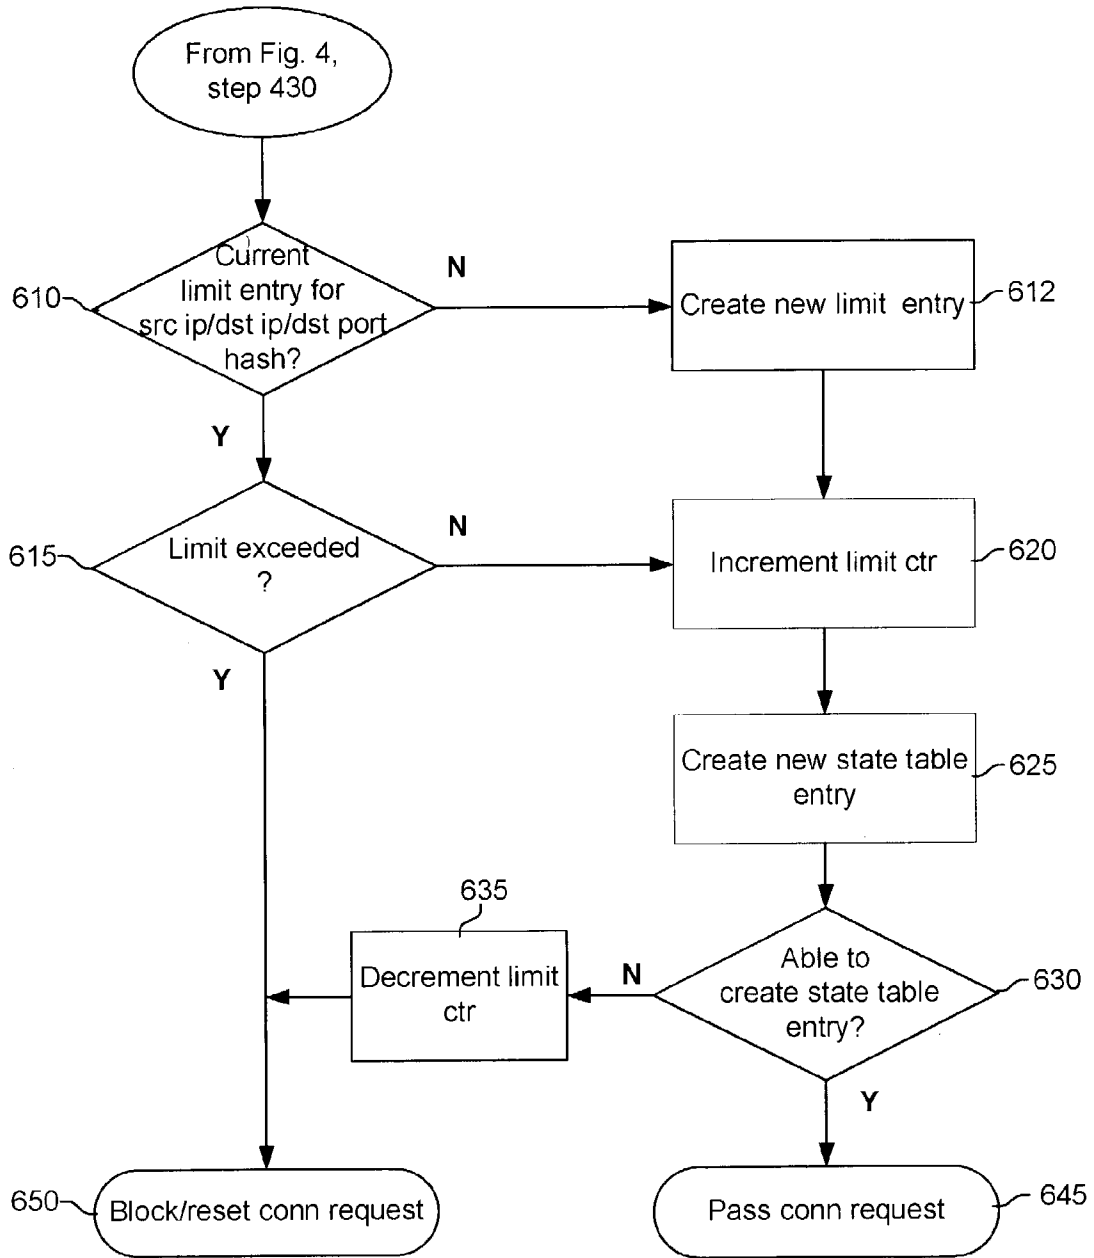 From Fig. 4,
step 430
Current
limit entry for
src ip/dst ip/dst port
hash?
610
N
Create new limit entry
612
Y
Limit exceeded
?
615
N
Increment limit ctr
620
Y
Create new state table
entry
625
635
Decrement limit
ctr
N
Able to
create state table
entry?
630
Y
650
Block/reset conn request
Pass conn request
645